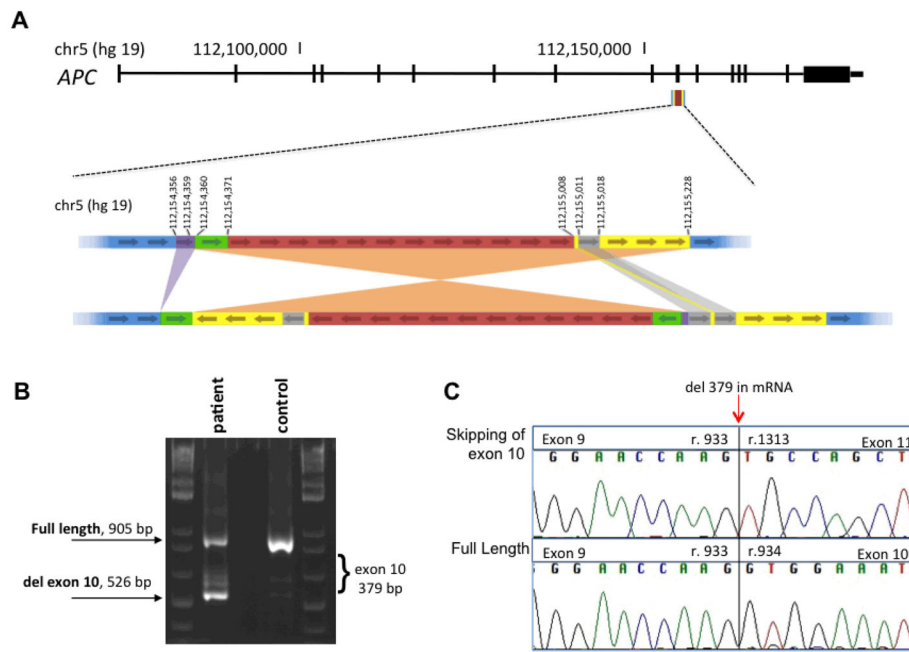 A
chr5 (hg 19)
112,100,000
112,150,000
APC
chr5 (hg 19)
112,154,356
112,154,359
112,154,360
112,154,371
112,155,008
112,155,011
112,155,018
112,155,228
B
patient
control
Full length, 905 bp
del exon 10, 526 bp
exon 10
379 bp
C
del 379 in mRNA
Skipping of
exon 10
Exon 9 r. 933 r.1313 Exon 11
G G A A C C A A G T G C C A G C T
Full Length
Exon 9 r. 933 r.934 Exon 10
G G A A C C A A G G T G G A A A T